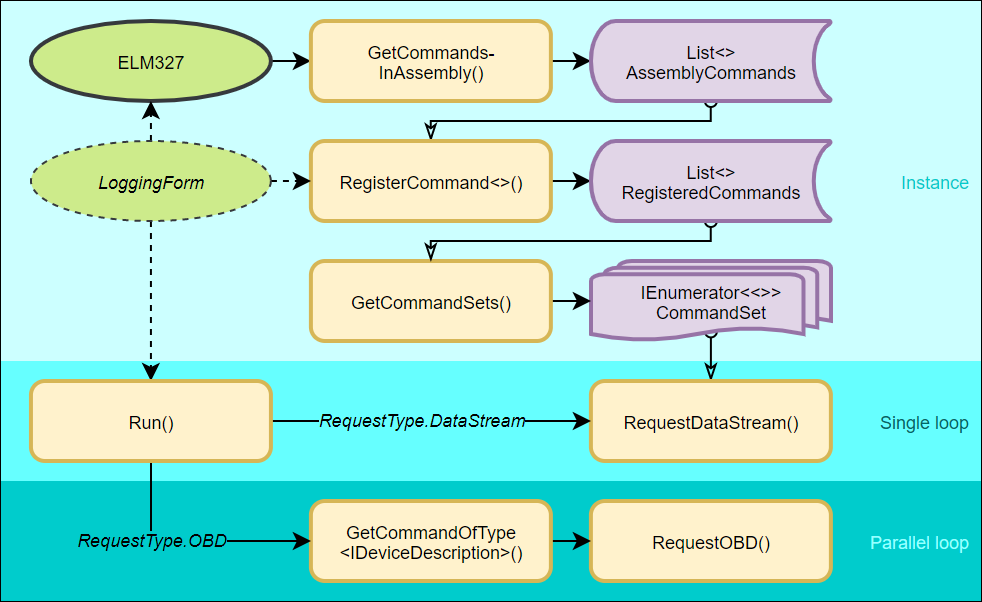 ELM327
GetCommands-
InAssembly()
List<>
AssemblyCommands
LoggingForm
RegisterCommand<>()
List<>
RegisteredCommands
Instance
GetCommandSets()
IEnumerator<<>>
CommandSet
Run()
RequestType.DataStream
RequestDataStream()
Single loop
RequestType.OBD
GetCommandOfType
<IDeviceDescription>()
RequestOBD()
Parallel loop